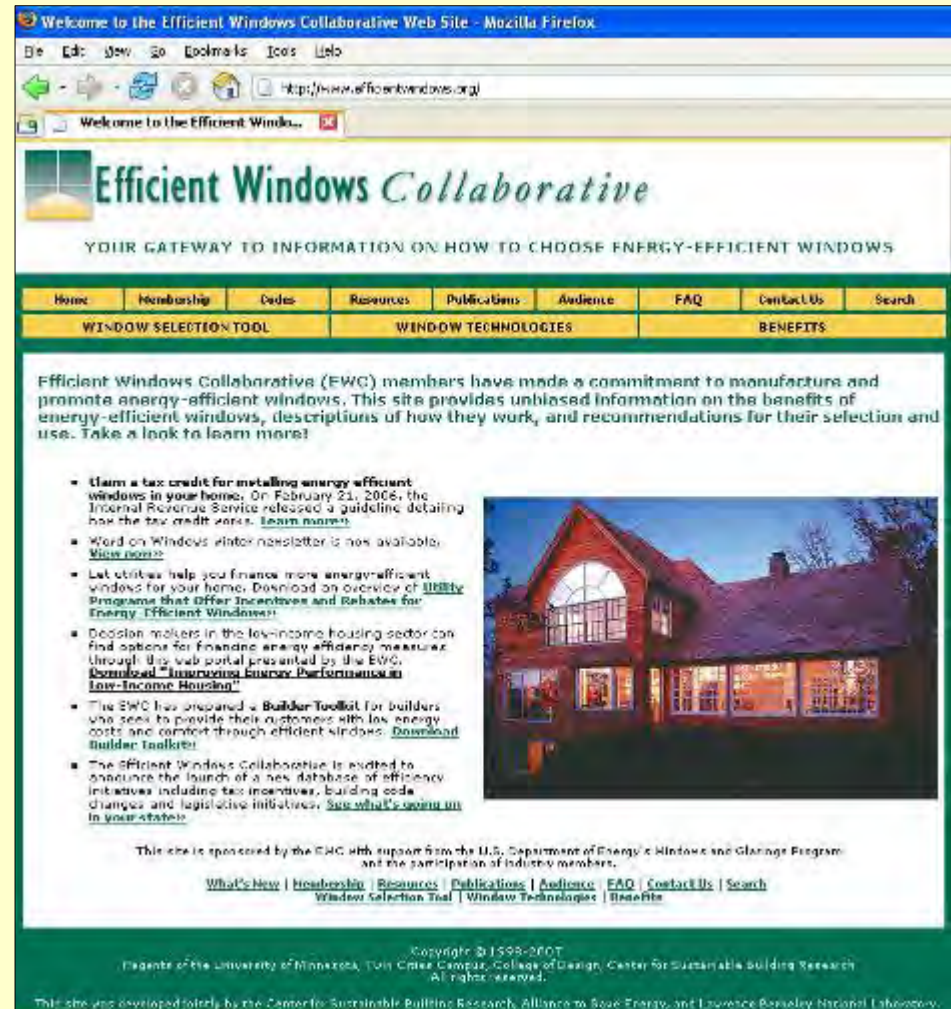 Welcome to the Efficient Windows Collaborative Web Site - Mozilla Firefox
File Edit View Go Bookmarks Tools Help
http://www.efficientwindows.org/
Welcome to the Efficient Windo...
Efficient Windows Collaborative
YOUR GATEWAY TO INFORMATION ON HOW TO CHOOSE ENERGY-EFFICIENT WINDOWS
Home Membership Codes Resources Publications Audience FAQ Contact Us Search
WINDOW SELECTION TOOL WINDOW TECHNOLOGIES BENEFITS
Efficient Windows Collaborative (EWC) members have made a commitment to manufacture and
promote energy-efficient windows. This site provides unbiased information on the benefits of
energy-efficient windows, descriptions of how they work, and recommendations for their selection and
use. Take a look to learn more!
Claim a tax credit for installing energy efficient
windows in your home. On February 21, 2006, the
Internal Revenue Service released a guideline detailing
how the tax credit works. Learn more»
Word on Windows winter newsletter is now available.
View now»
Let utilities help you finance more energy-efficient
windows for your home. Download an overview of Utility
Programs that Offer Incentives and Rebates for
Energy-Efficient Windows»
Decision makers in the low-income housing sector can
find options for financing energy efficiency measures
through this web portal presented by the EWC.
Download "Improving Energy Performance in
Low-Income Housing"
The EWC has prepared a Builder Toolkit for builders
who seek to provide their customers with low energy
costs and comfort through efficient windows. Download
Builder Toolkit»
The Efficient Windows Collaborative is excited to
announce the launch of a new database of efficiency
initiatives including tax incentives, building code
changes and legislative initiatives. See what's going on
in your state»
This site is sponsored by the EWC with support from the U.S. Department of Energy's Windows and Glazings Program
and the participation of industry members.
What's New | Membership | Resources | Publications | Audience | FAQ | Contact Us | Search
Window Selection Tool | Window Technologies | Benefits
Copyright © 1998-2007
Regents of the University of Minnesota, Twin Cities Campus, College of Design, Center for Sustainable Building Research
All rights reserved.
This site was developed jointly by the Center for Sustainable Building Research, Alliance to Save Energy, and Lawrence Berkeley National Laboratory.